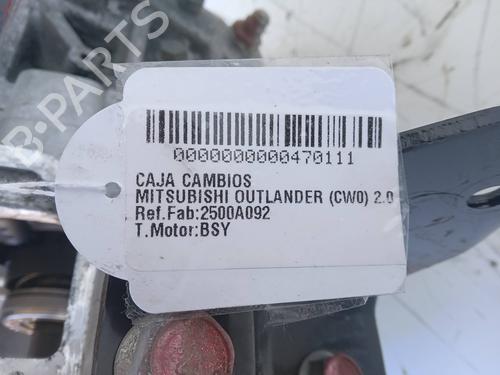 B-PARTS
0000000000470111
CAJA CAMBIOS
MITSUBISHI OUTLANDER (CW0) 2.0
Ref.Fab:2500A092
T.Motor:BSY